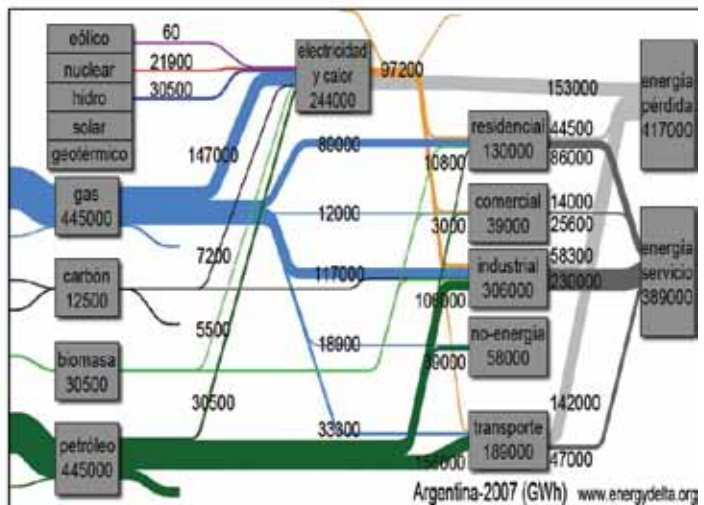 eólico
nuclear
hidro
solar
geotérmico
60
21900
30500
electricidad
y calor
244000
97200
153000
energía
pérdida
417000
147000
80000
10800
residencial
130000
44500
86000
gas
445000
12000
3000
comercial
39000
14000
25600
7200
117000
industrial
306000
58300
230000
energía
servicio
389000
carbón
12500
5500
18900
39000
no-energía
58000
biomasa
30500
30500
33300
142000
petróleo
445000
transporte
189000
47000
Argentina-2007 (GWh) www.energydelta.org